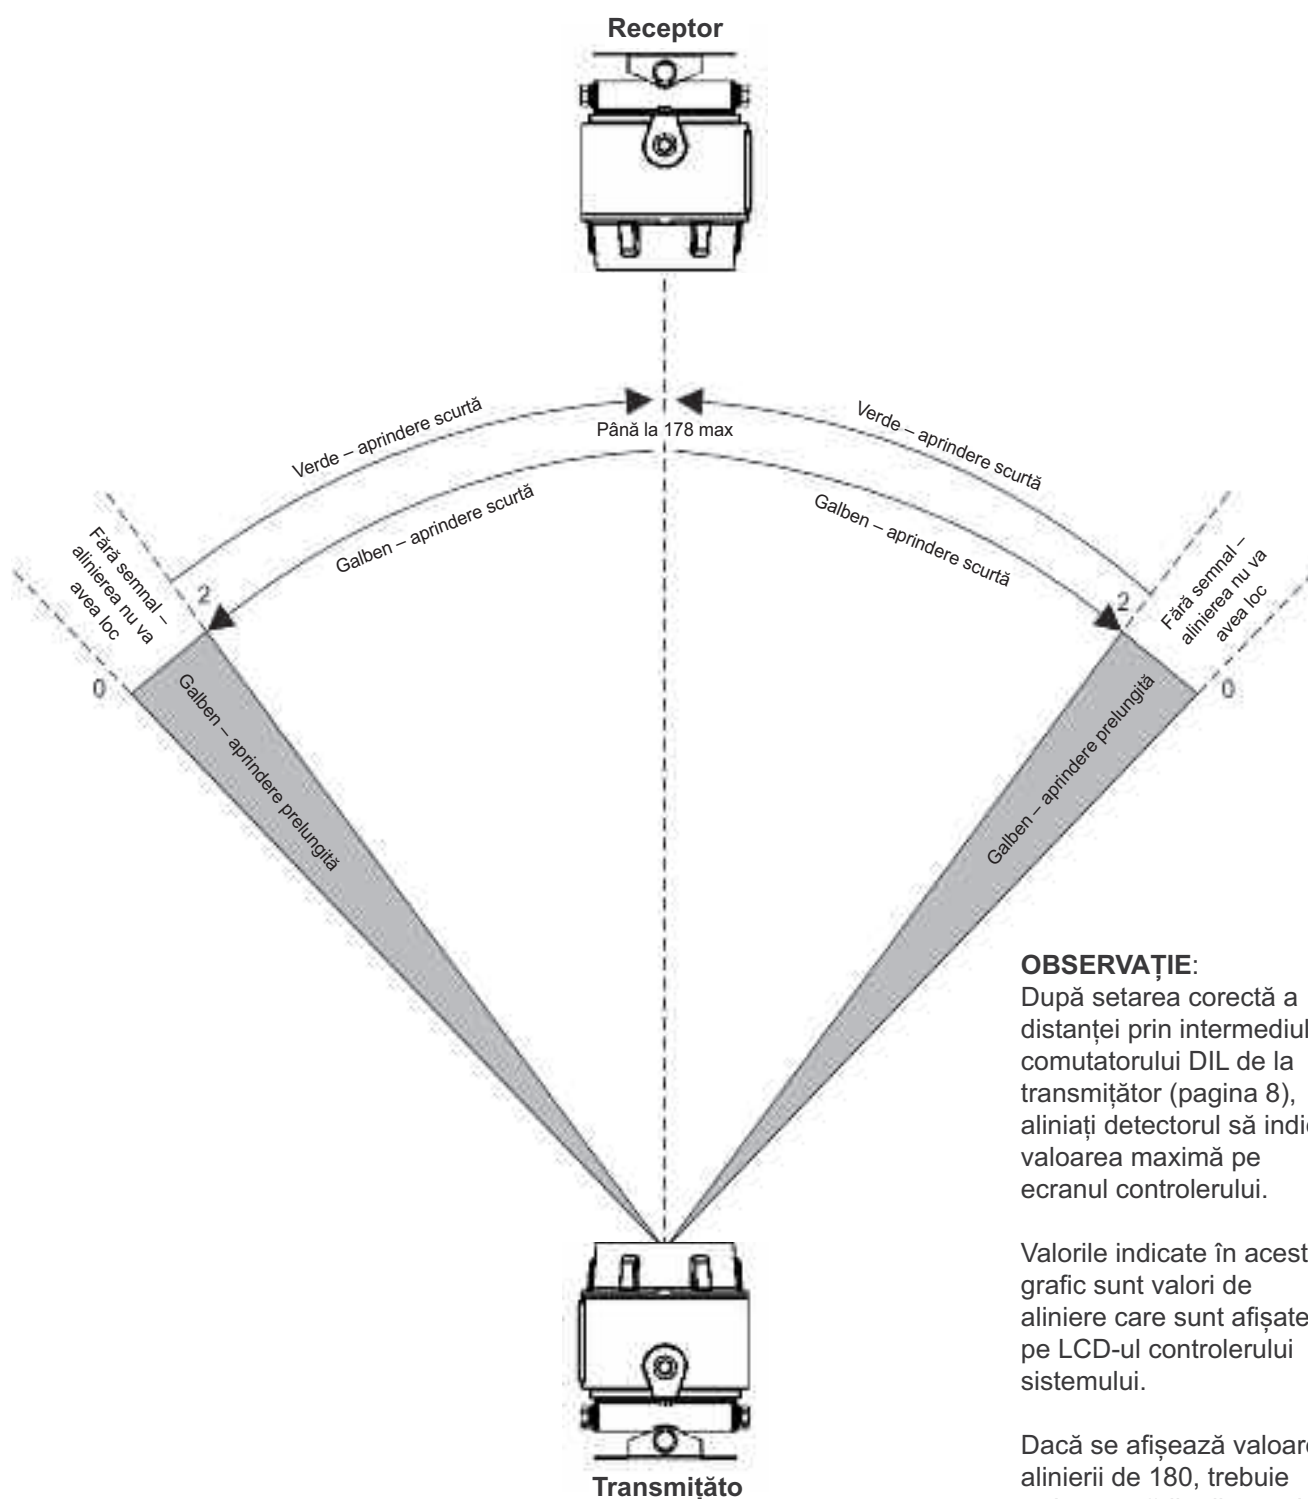 Receptor
Verde – aprindere scurtă
Verde – aprindere scurtă
Până la 178 max
Galben – aprindere scurtă
Galben – aprindere scurtă
Fără semnal –
alinierea nu va
avea loc
2
0
2
Fără semnal –
alinierea nu va
avea loc
0
Galben – aprindere prelungită
Galben – aprindere prelungită
OBSERVAȚIE:
După setarea corectă a
distanței prin intermediul
comutatorului DIL de la
transmițător (pagina 8),
aliniați detectorul să indic
valoarea maximă pe
ecranul controlerului.
Valorile indicate în acest
grafic sunt valori de
aliniere care sunt afișate
pe LCD-ul controlerului
sistemului.
Dacă se afișează valoare
alinierii de 180, trebuie
Transmițăto